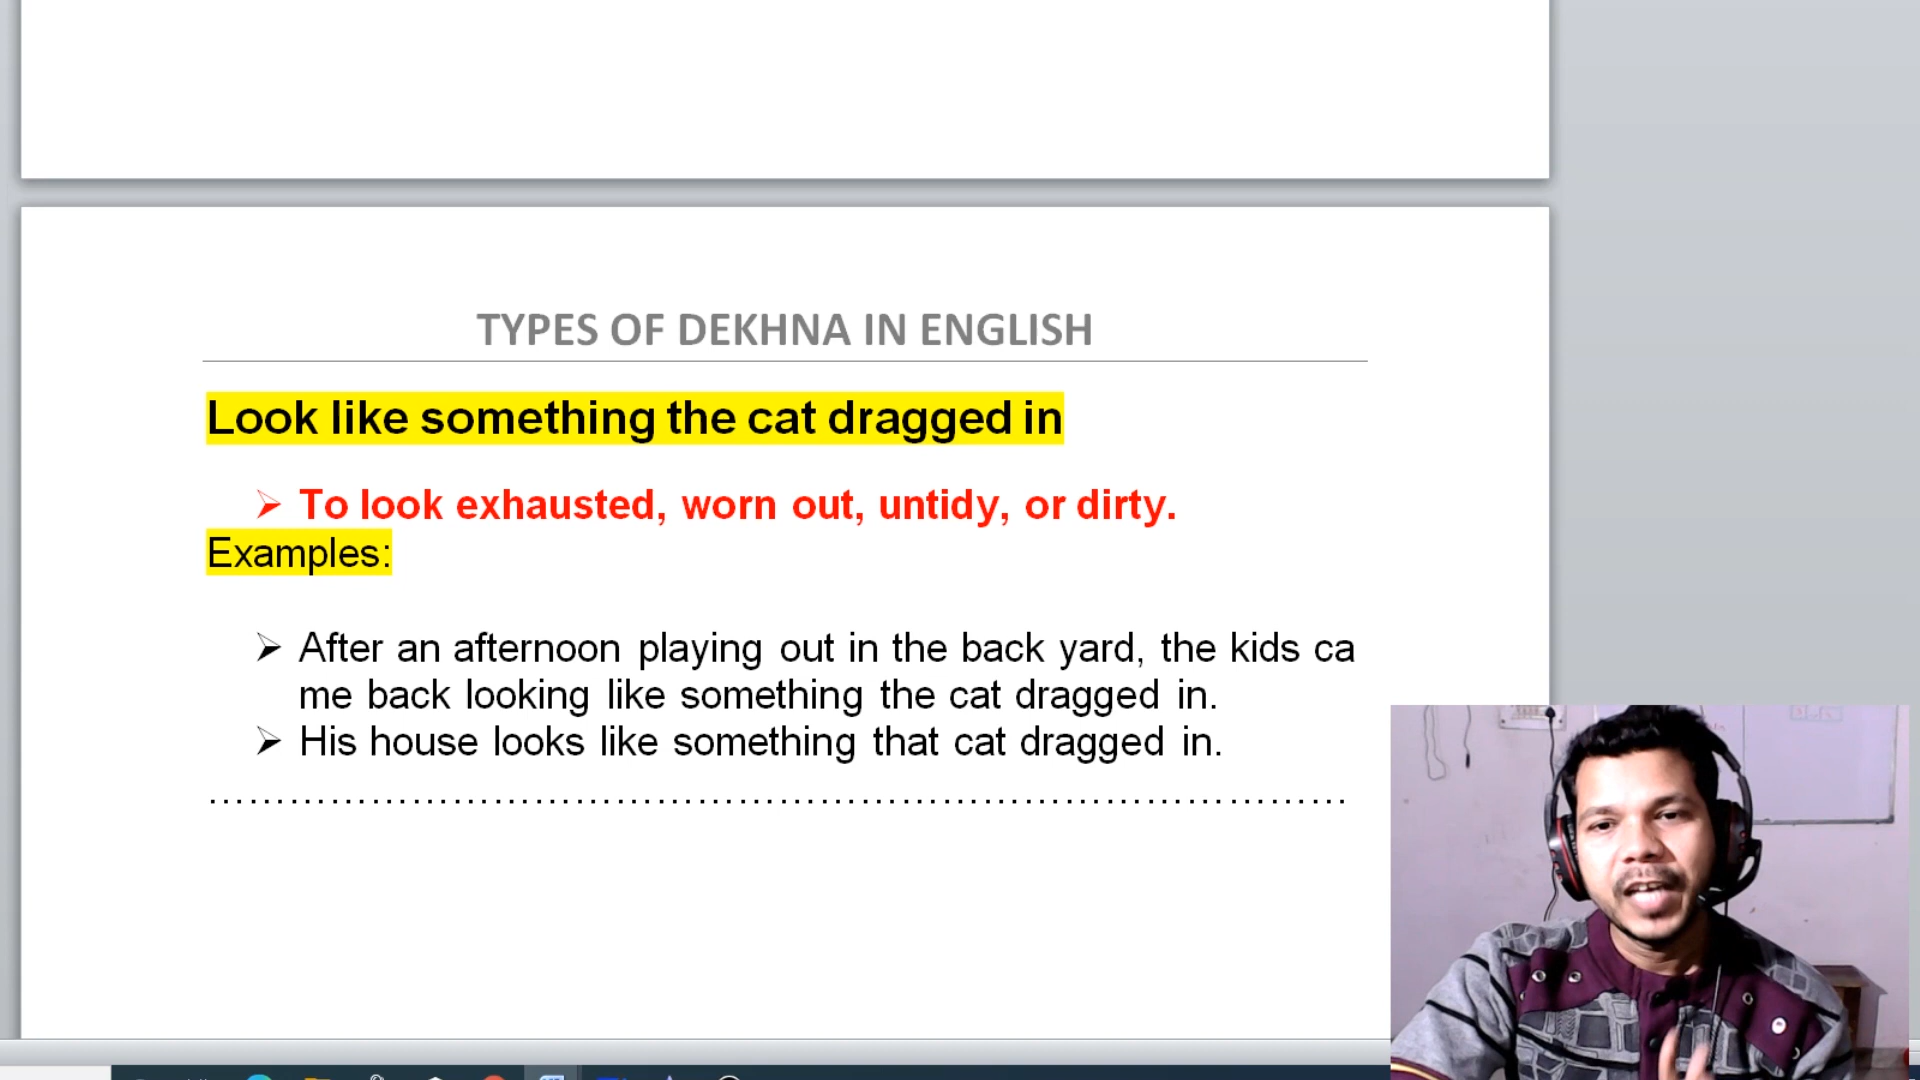 TYPES OF DEKHNA IN ENGLISH
Look like something the cat dragged in
To look exhausted, worn out, untidy, or dirty.
Examples:
After an afternoon playing out in the back yard, the kids ca
me back looking like something the cat dragged in.
His house looks like something that cat dragged in.